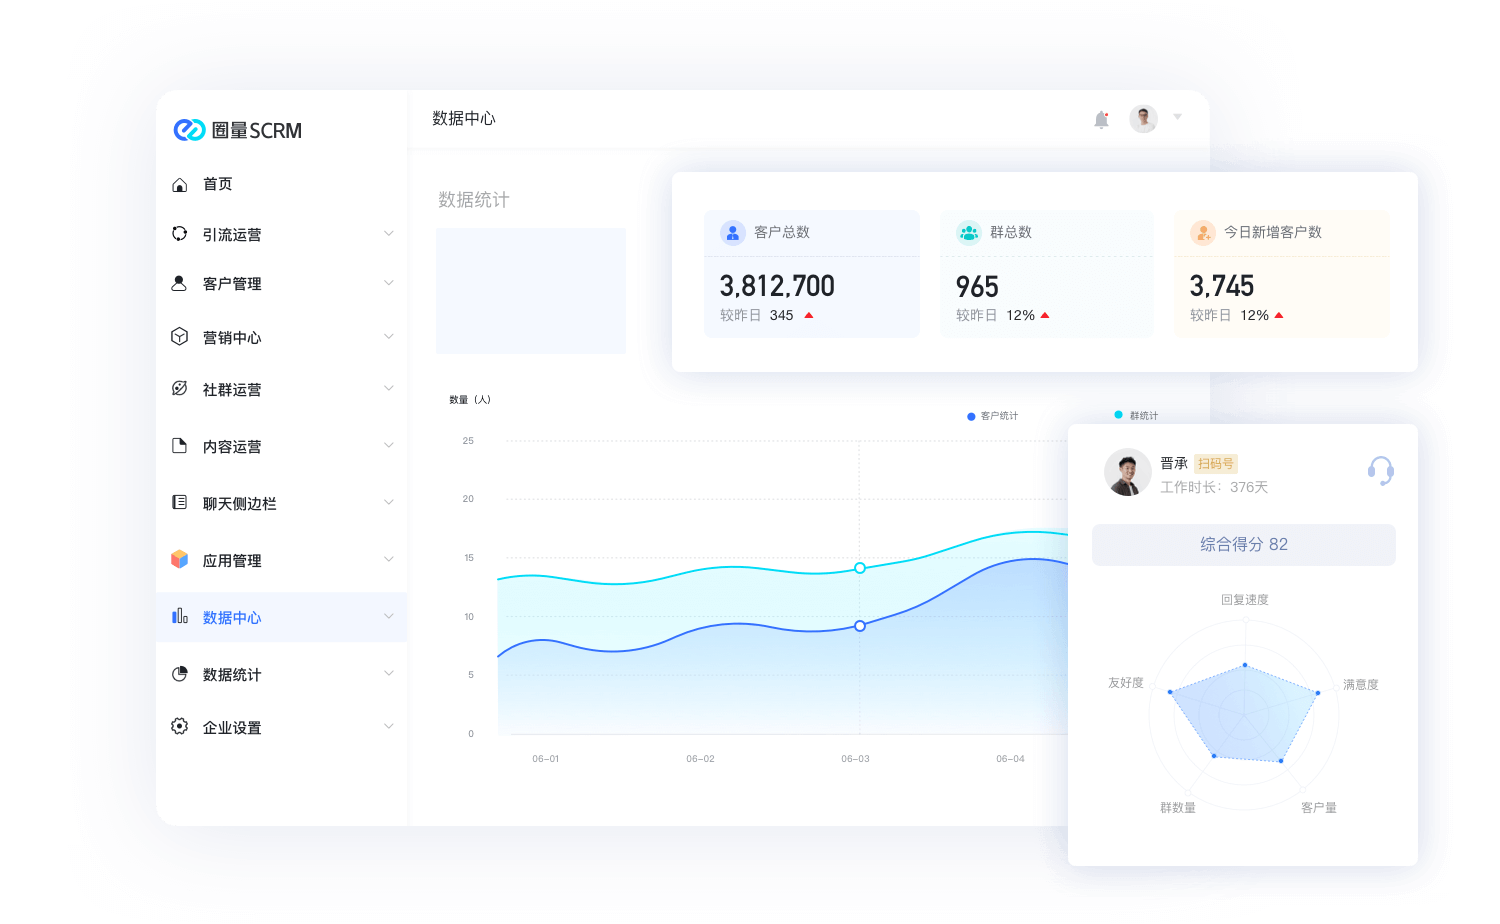 圈量SCRM
首页
引流运营
客户管理
营销中心
社群运营
内容运营
聊天侧边栏
应用管理
数据中心
数据统计
企业设置
数据中心
数据统计
客户总数
3,812,700
较昨日 345
群总数
965
较昨日 12%
今日新增客户数
3,745
较昨日 12%
数量（人）
客户统计
群统计
25
20
15
10
5
0
06-01
06-02
06-03
06-04
晋承 扫码号
工作时长：376天
综合得分 82
回复速度
友好度
满意度
群数量
客户量